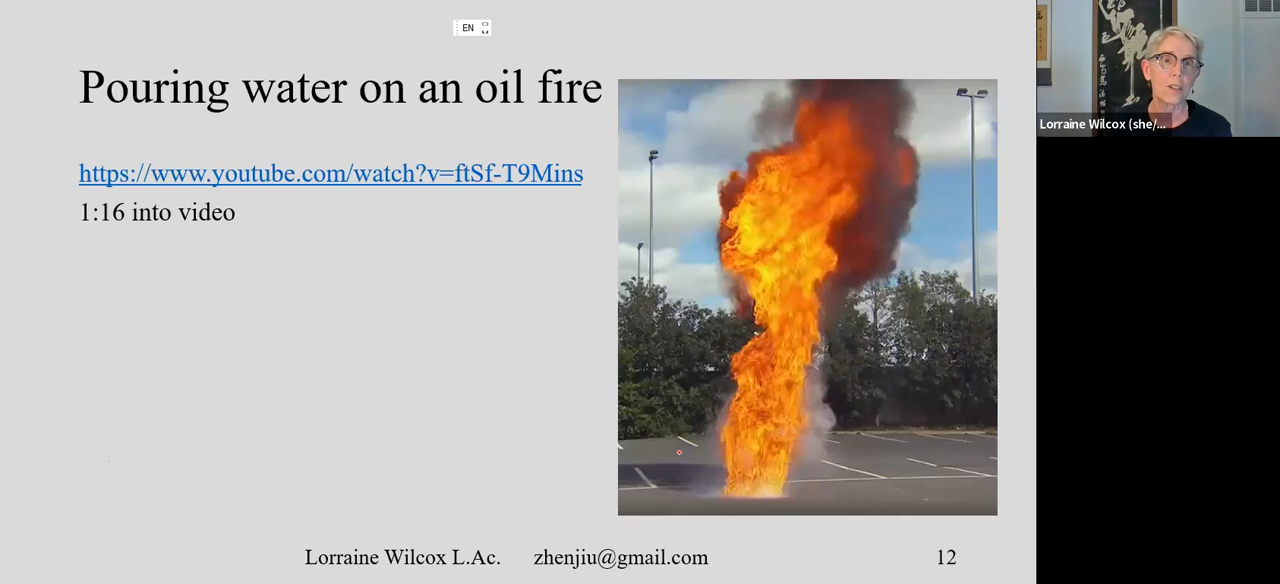 EN
Pouring water on an oil fire
https://www.youtube.com/watch?v=ftSf-T9Mins
1:16 into video
Lorraine Wilcox L.Ac. zhenjiu@gmail.com 12
Lorraine Wilcox (she/...